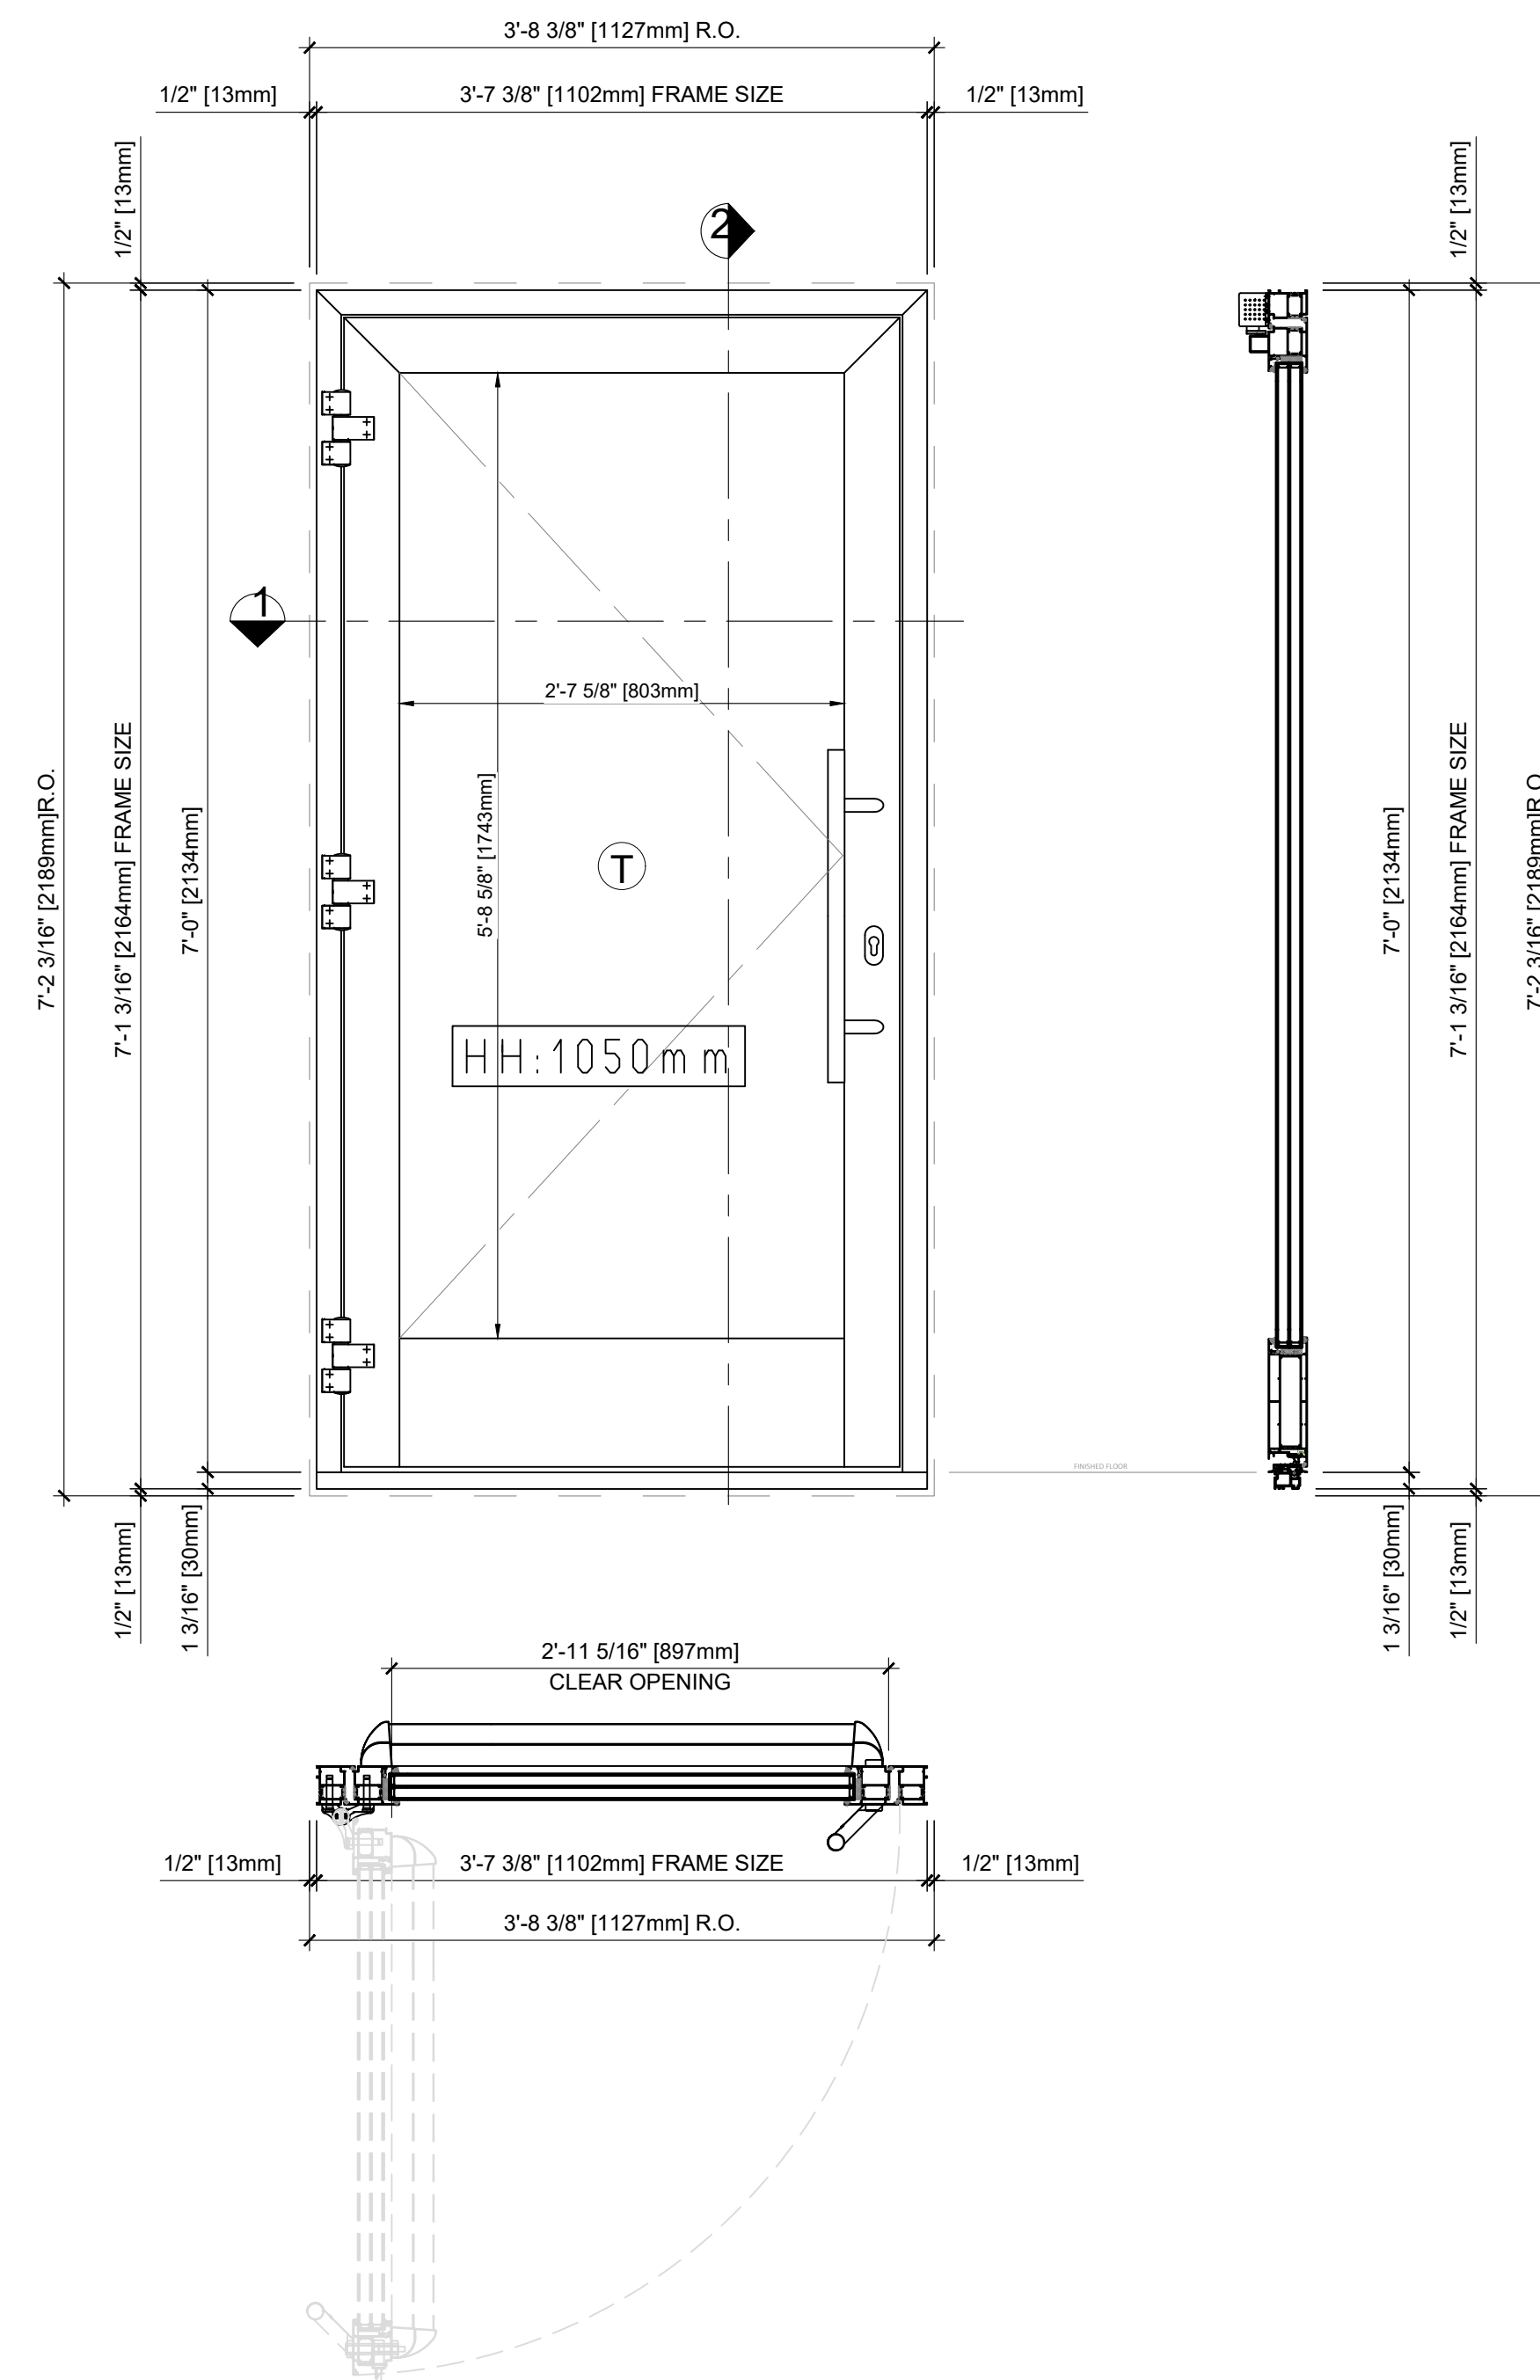 3'-8 3/8" [1127mm] R.O.
1/2" [13mm]
3'-7 3/8" [1102mm] FRAME SIZE
1/2" [13mm]
1/2" [13mm]
1/2" [13mm]
2
1
2'-7 5/8" [803mm]
7'-2 3/16" [2189mm]R.O.
7'-1 3/16" [2164mm] FRAME SIZE
7'-0" [2134mm]
5'-8 5/8" [1743mm]
T
HH:1050mm
7'-0" [2134mm]
7'-1 3/16" [2164mm] FRAME SIZE
7'-2 3/16" [2189mm]R.O.
FINISHED FLOOR
1/2" [13mm]
1 3/16" [30mm]
1 3/16" [30mm]
1/2" [13mm]
2'-11 5/16" [897mm]
CLEAR OPENING
1/2" [13mm]
3'-7 3/8" [1102mm] FRAME SIZE
1/2" [13mm]
3'-8 3/8" [1127mm] R.O.